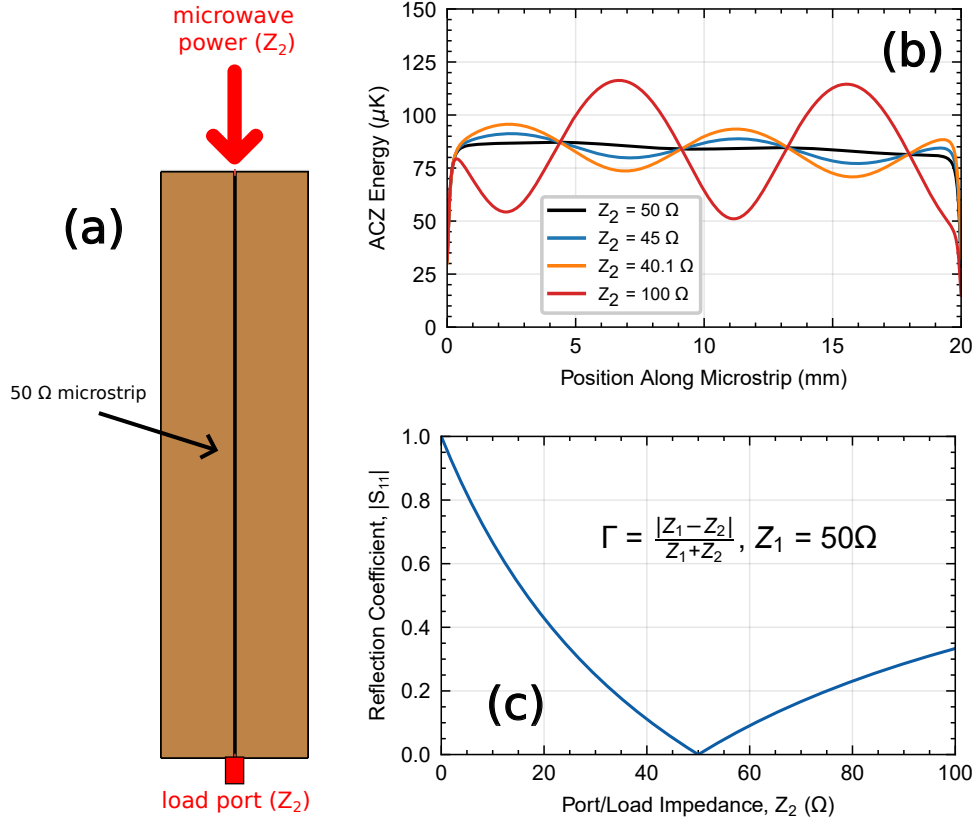 microwave
power (Z₂)
(a)
50 Ω microstrip
load port (Z₂)
150
125
100
75
50
25
0
ACZ Energy (μK)
(b)
Z₂ = 50 Ω
Z₂ = 45 Ω
Z₂ = 40.1 Ω
Z₂ = 100 Ω
0 5 10 15 20
Position Along Microstrip (mm)
1.0
0.8
0.6
0.4
0.2
0.0
Reflection Coefficient, |S₁₁|
Γ = |Z₁−Z₂| / Z₁+Z₂, Z₁ = 50Ω
(c)
0 20 40 60 80 100
Port/Load Impedance, Z₂ (Ω)